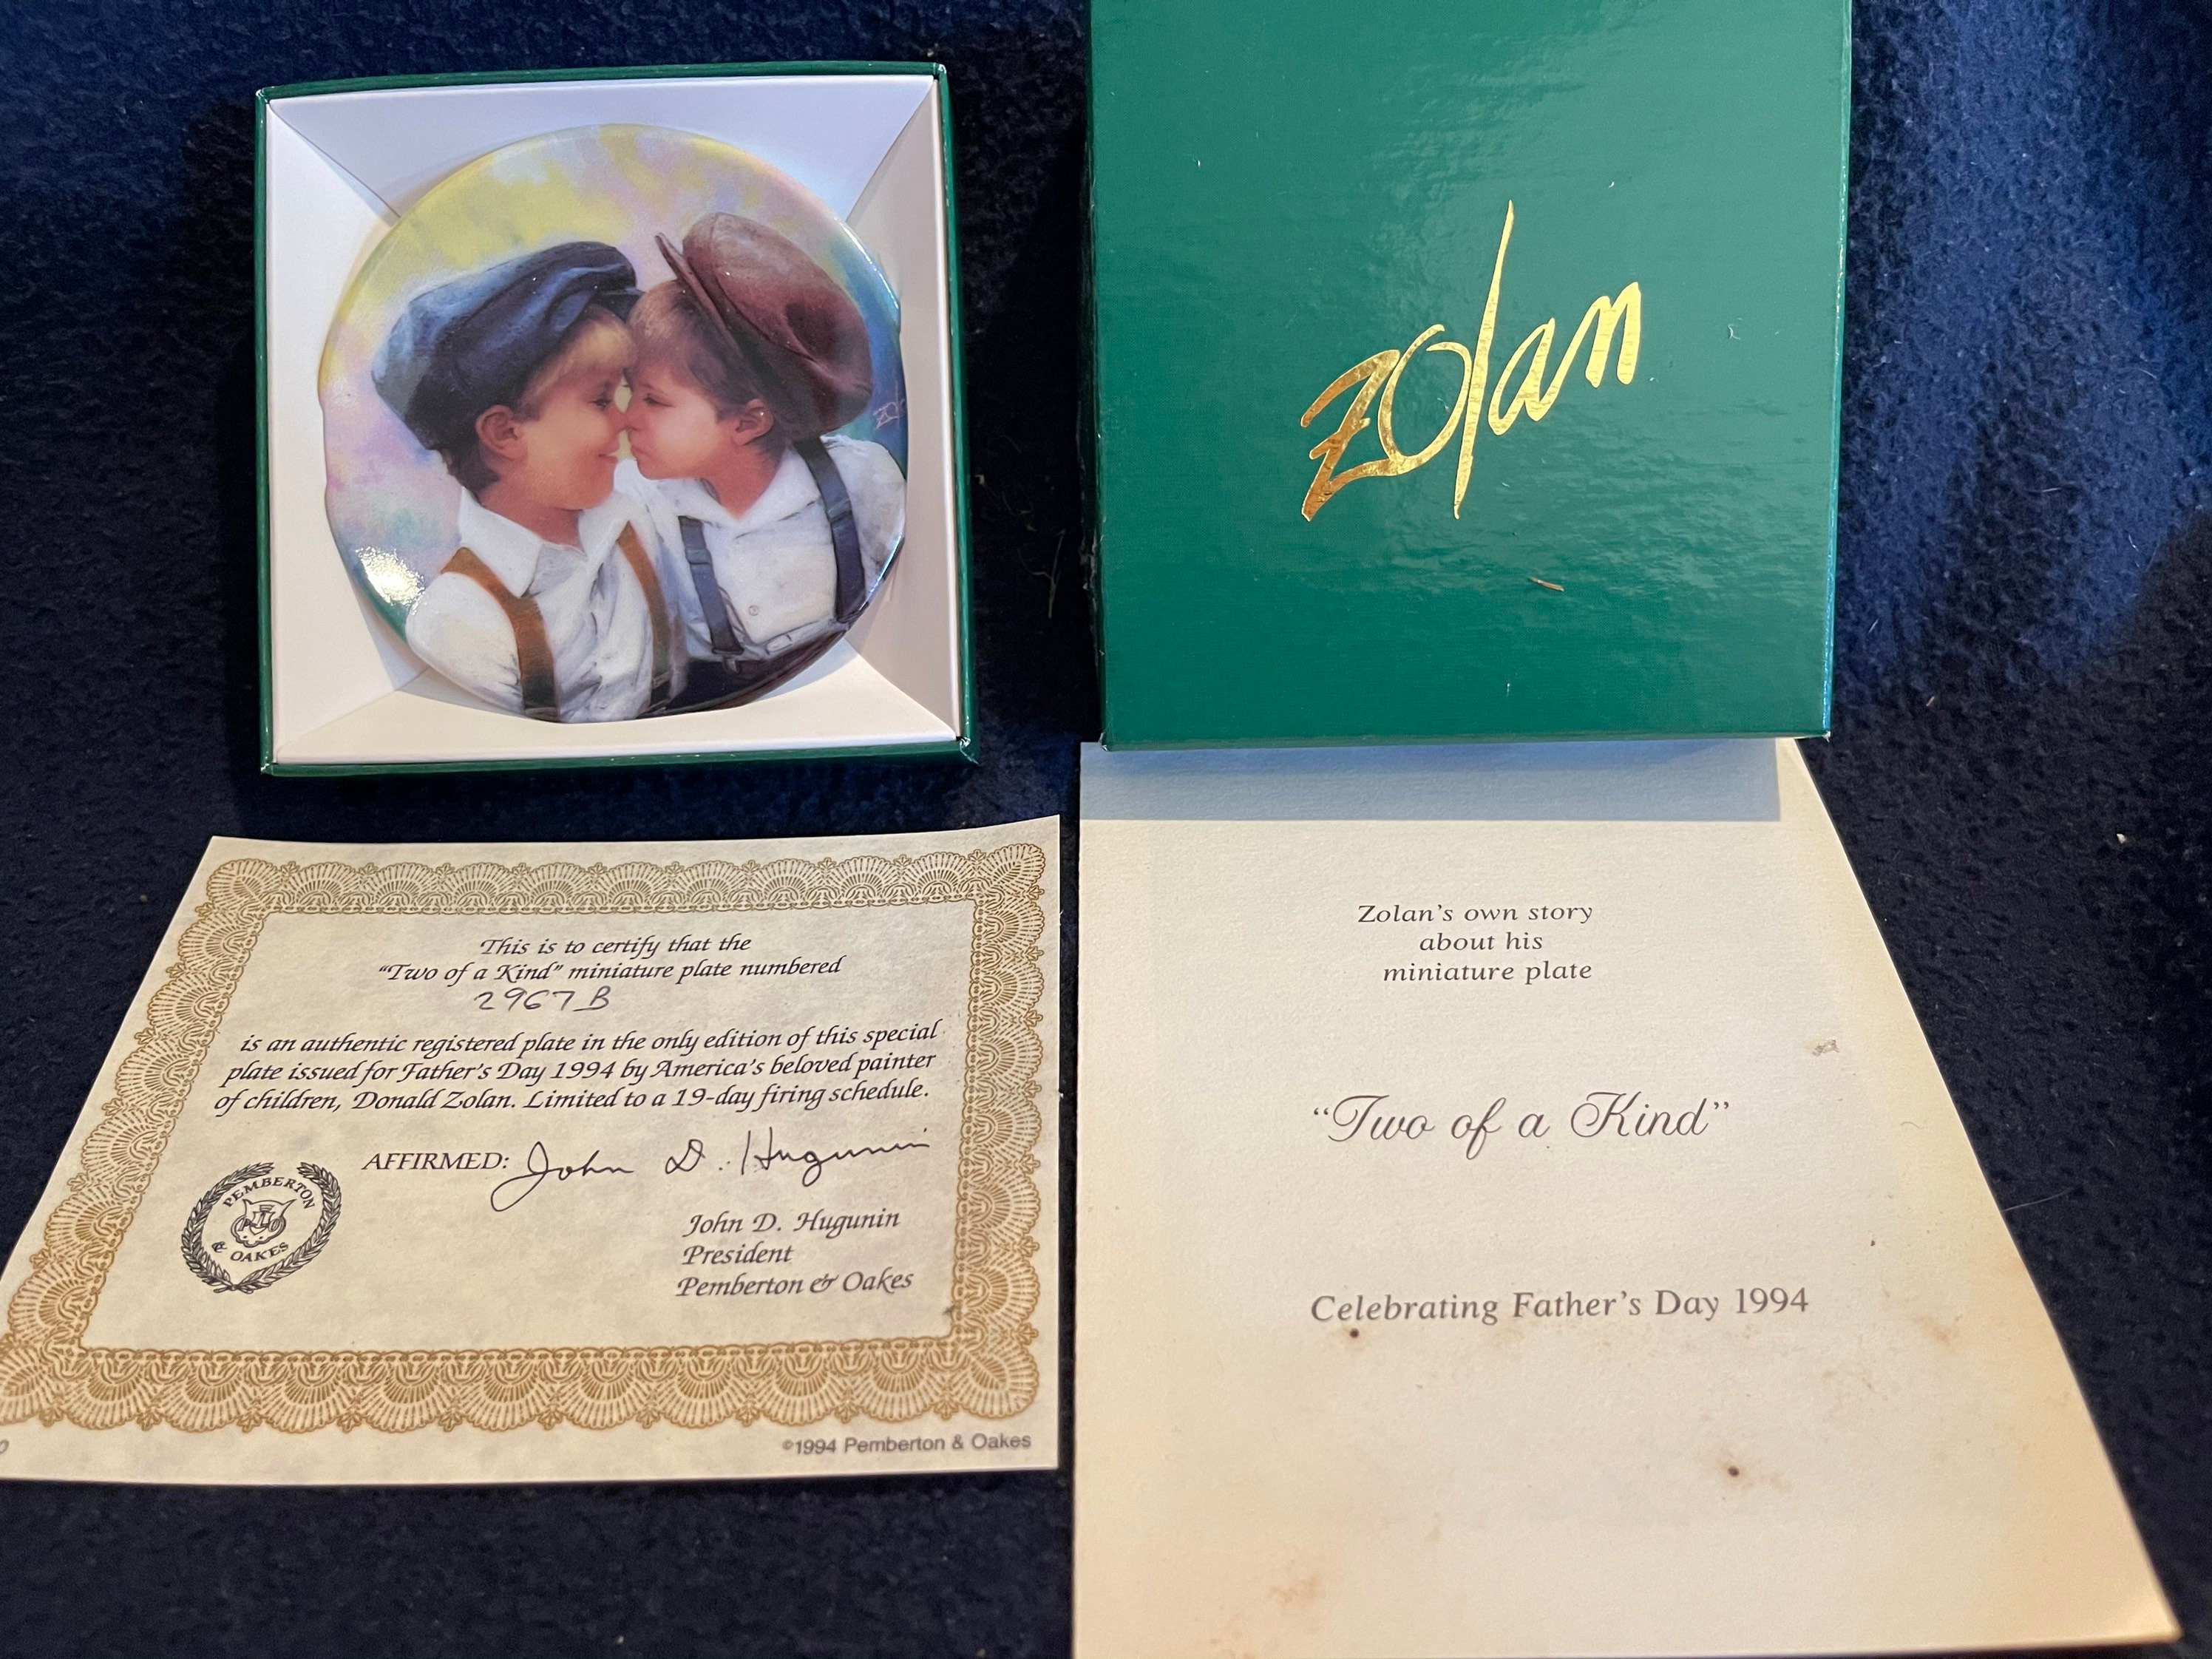 Zolan
This is to certify that the
“Two of a Kind” miniature plate numbered
2967B
is an authentic registered plate in the only edition of this special
plate issued for Father's Day 1994 by America's beloved painter
of children, Donald Zolan. Limited to a 19-day firing schedule.
AFFIRMED: John D. Hugunin
John D. Hugunin
President
Pemberton & Oakes
PEMBERTON
& OAKES
©1994 Pemberton & Oakes
Zolan's own story
about his
miniature plate
“Two of a Kind”
Celebrating Father's Day 1994